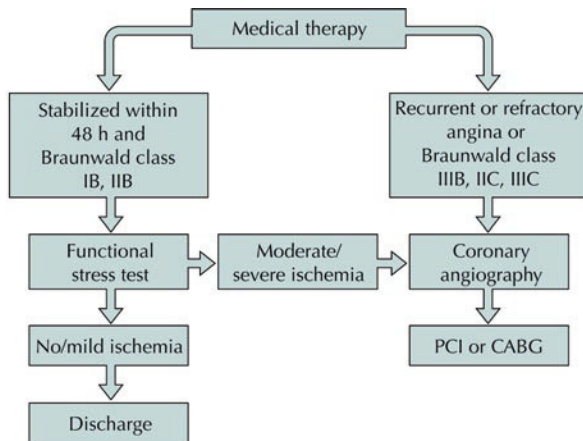 Medical therapy
Stabilized within
48 h and
Braunwald class
IB, IIB
Recurrent or refractory
angina or
Braunwald class
IIIB, IIC, IIIC
Functional
stress test
Moderate/
severe ischemia
Coronary
angiography
No/mild ischemia
PCI or CABG
Discharge